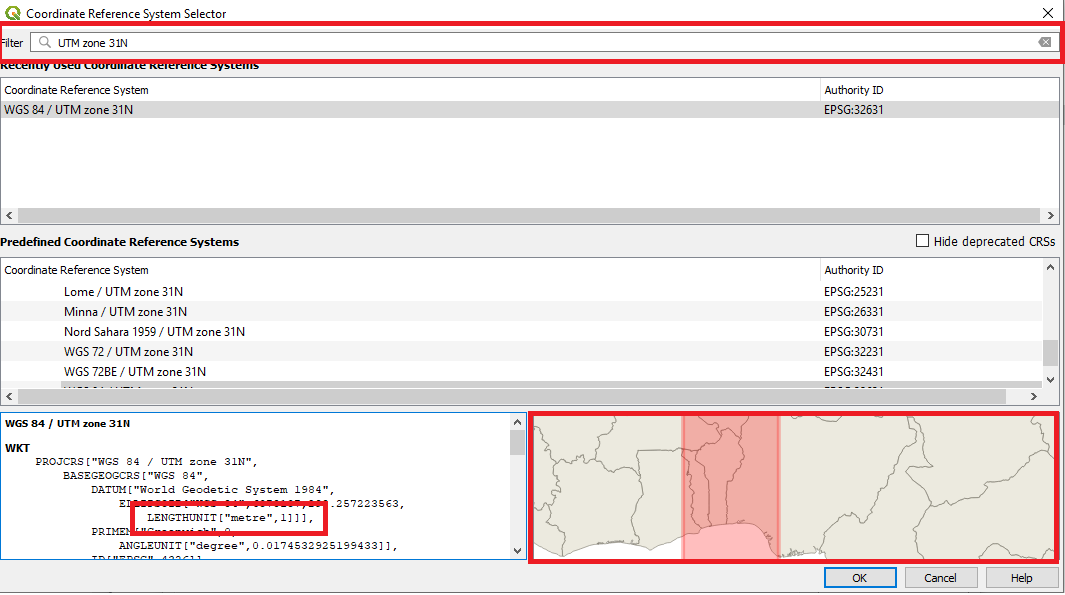 Coordinate Reference System Selector
Filter UTM zone 31N
Recently Used Coordinate Reference Systems
Coordinate Reference System Authority ID
WGS 84 / UTM zone 31N EPSG:32631
Predefined Coordinate Reference Systems Hide deprecated CRSs
Coordinate Reference System Authority ID
Lome / UTM zone 31N EPSG:25231
Minna / UTM zone 31N EPSG:26331
Nord Sahara 1959 / UTM zone 31N EPSG:30731
WGS 72 / UTM zone 31N EPSG:32231
WGS 72BE / UTM zone 31N EPSG:32431
WGS 84 / UTM zone 31N
WKT
PROJCRS["WGS 84 / UTM zone 31N",
BASEGEOGCRS["WGS 84",
DATUM["World Geodetic System 1984",
.257223563,
LENGTHUNIT["metre",1]]],
PRIMEM["Greenwich",0,
ANGLEUNIT["degree",0.0174532925199433]],
OK Cancel Help